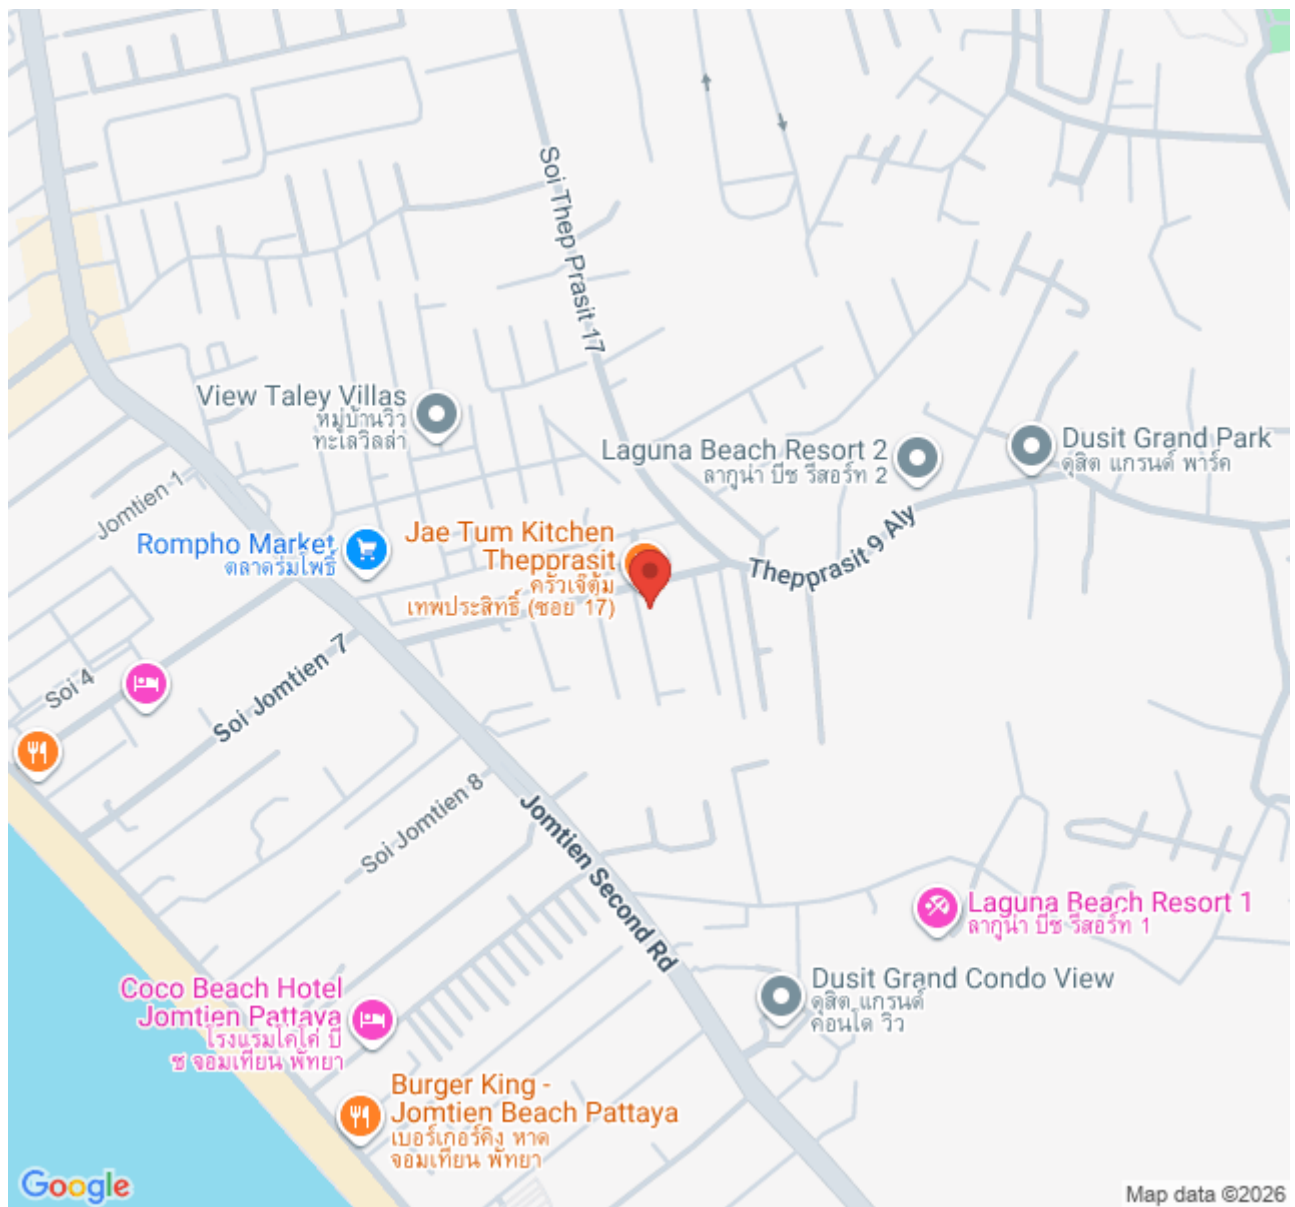 Soi Thep Prasit 17
View Taley Villas
หมู่บ้านวิว
ทะเลวิลล่า
Laguna Beach Resort 2
ลากูน่า บีช รีสอร์ท 2
Dusit Grand Park
ดุสิต แกรนด์ พาร์ค
Jomtien 1
Rompho Market
ตลาดร่มโพธิ์
Jae Tum Kitchen
Thepprasit
ครัวเจ๊ตุ้ม
เทพประสิทธิ์ (ซอย 17)
Thepprasit 9 Aly
Soi 4
Soi Jomtien 7
Soi Jomtien 8
Jomtien Second Rd
Laguna Beach Resort 1
ลากูน่า บีช รีสอร์ท 1
Dusit Grand Condo View
ดุสิต แกรนด์
คอนโด วิว
Coco Beach Hotel
Jomtien Pattaya
โรงแรมโคโค่ บี
ช จอมเทียน พัทยา
Burger King -
Jomtien Beach Pattaya
เบอร์เกอร์คิง หาด
จอมเทียน พัทยา
Google
Map data ©2026